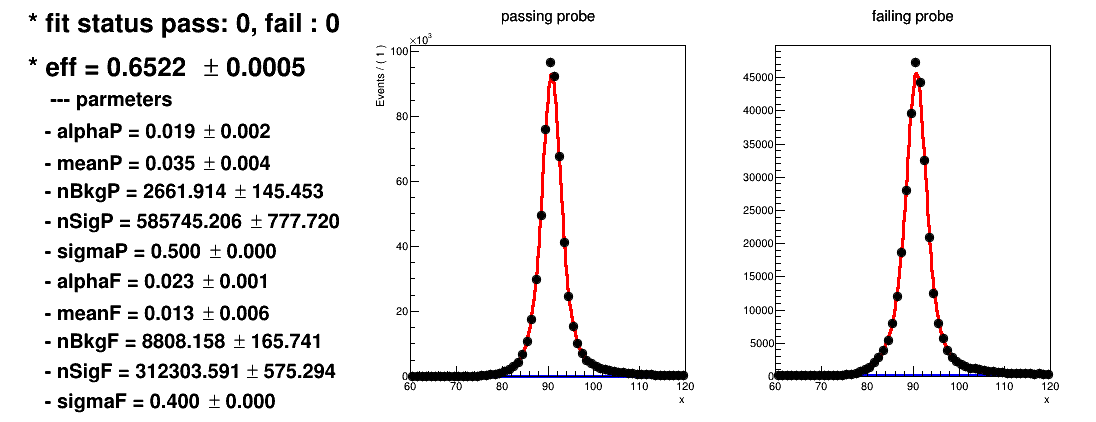 * fit status pass: 0, fail : 0
* eff = 0.6522 ± 0.0005
--- parmeters
- alphaP = 0.019 ± 0.002
- meanP = 0.035 ± 0.004
- nBkgP = 2661.914 ± 145.453
- nSigP = 585745.206 ± 777.720
- sigmaP = 0.500 ± 0.000
- alphaF = 0.023 ± 0.001
- meanF = 0.013 ± 0.006
- nBkgF = 8808.158 ± 165.741
- nSigF = 312303.591 ± 575.294
- sigmaF = 0.400 ± 0.000
passing probe
×10³
Events / ( 1 )
100
80
60
40
20
0
60 70 80 90 100 110 120
x
failing probe
45000
40000
35000
30000
25000
20000
15000
10000
5000
0
60 70 80 90 100 110 120
x